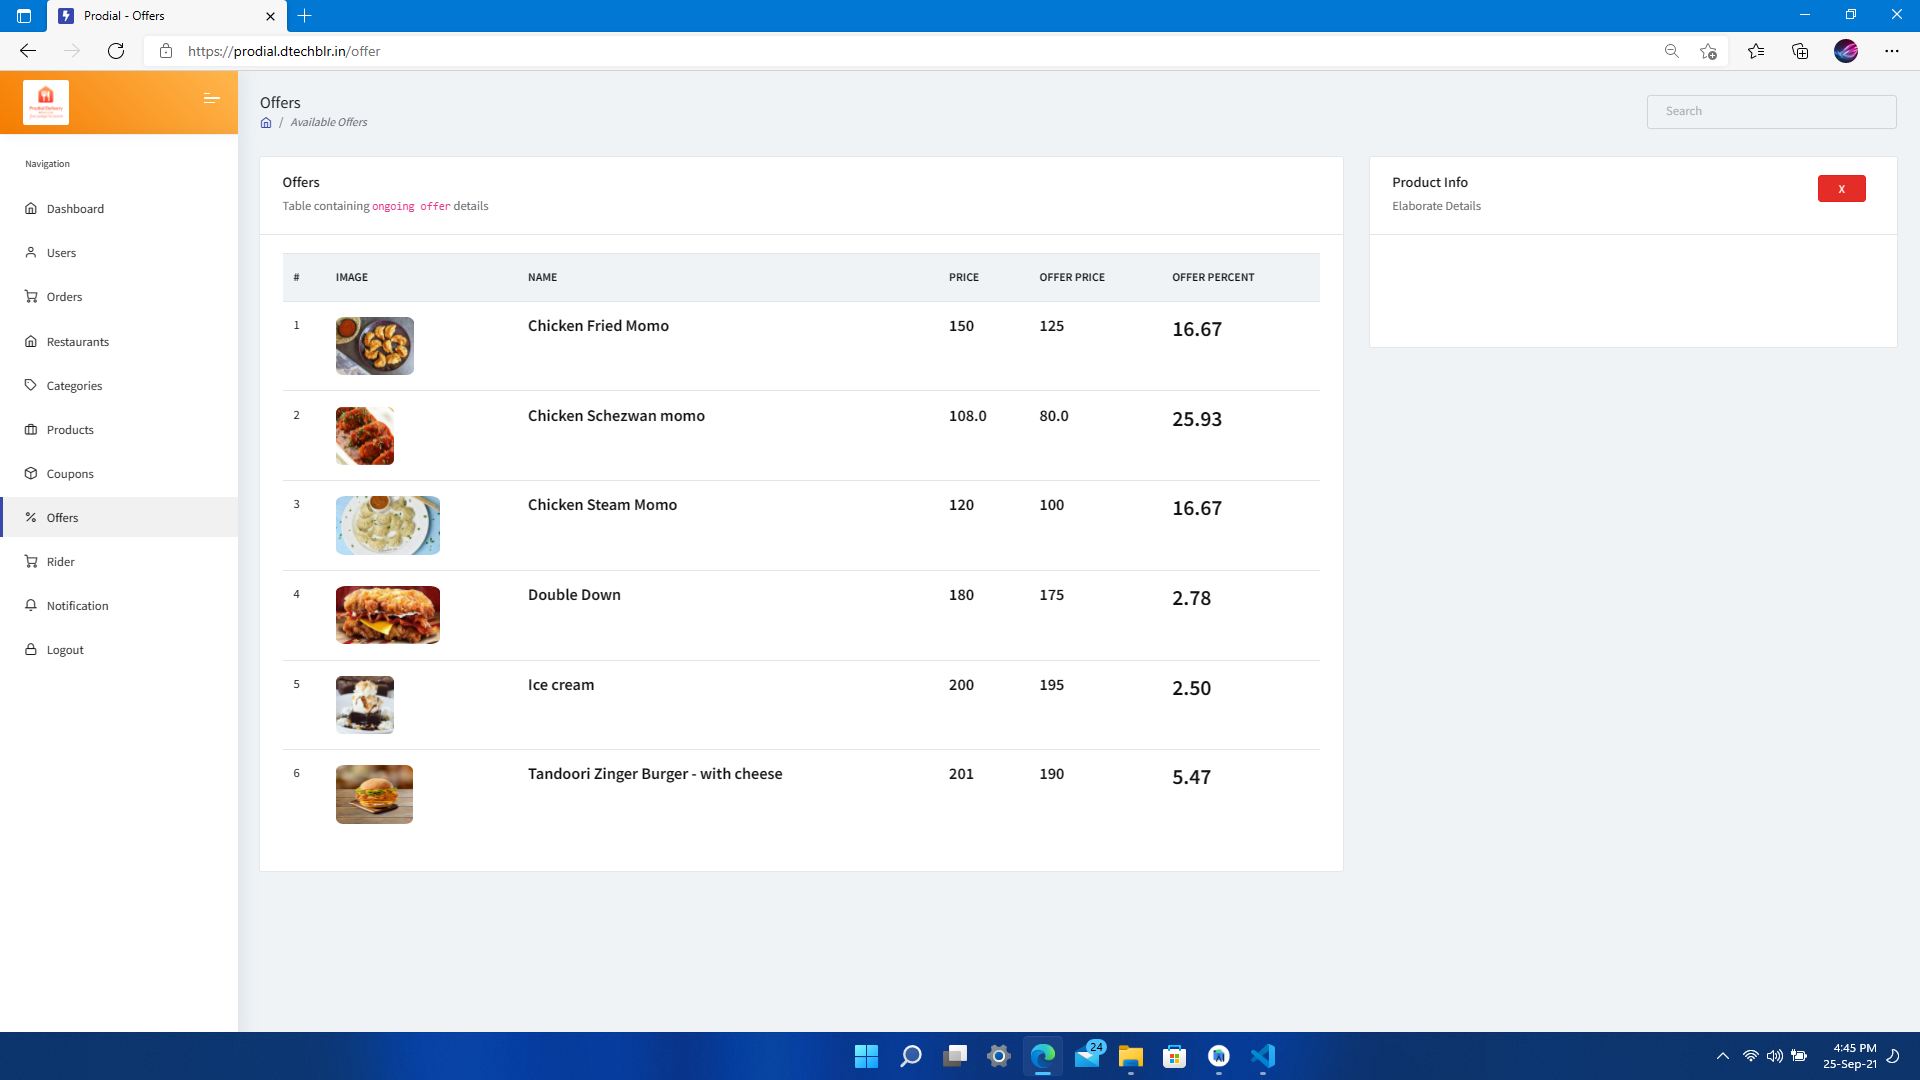 Prodial - Offers
https://prodial.dtechblr.in/offer
Navigation
Dashboard
Users
Orders
Restaurants
Categories
Products
Coupons
Offers
Rider
Notification
Logout
Offers
/ Available Offers
Search
Offers
Table containing ongoing offer details
# IMAGE NAME PRICE OFFER PRICE OFFER PERCENT
1 Chicken Fried Momo 150 125 16.67
2 Chicken Schezwan momo 108.0 80.0 25.93
3 Chicken Steam Momo 120 100 16.67
4 Double Down 180 175 2.78
5 Ice cream 200 195 2.50
6 Tandoori Zinger Burger - with cheese 201 190 5.47
Product Info
X
Elaborate Details
24
4:45 PM
25-Sep-21